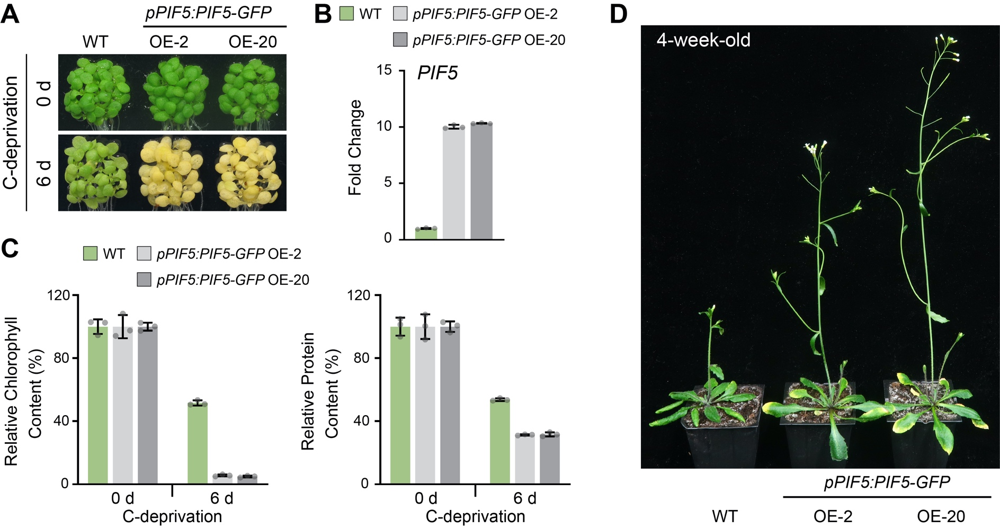 A
pPIF5:PIF5-GFP
WT OE-2 OE-20
C-deprivation
0 d
6 d
B
WT pPIF5:PIF5-GFP OE-2
pPIF5:PIF5-GFP OE-20
PIF5
Fold Change
15
10
5
0
C
WT pPIF5:PIF5-GFP OE-2
pPIF5:PIF5-GFP OE-20
Relative Chlorophyll
Content (%)
120
80
40
0
0 d 6 d
C-deprivation
Relative Protein
Content (%)
120
80
40
0
0 d 6 d
C-deprivation
D
4-week-old
pPIF5:PIF5-GFP
WT OE-2 OE-20